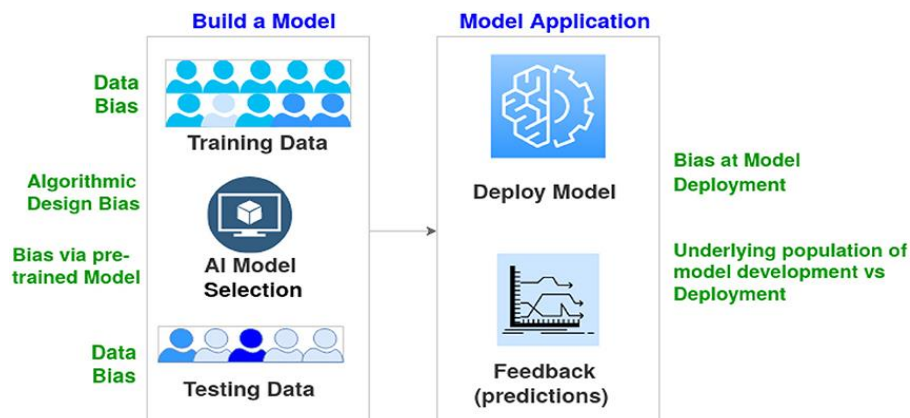 Build a Model
Model Application
Data
Bias
Training Data
Algorithmic
Design Bias
Bias via pre-
trained Model
AI Model
Selection
Data
Bias
Testing Data
Deploy Model
Bias at Model
Deployment
Underlying population of
model development vs
Deployment
Feedback
(predictions)